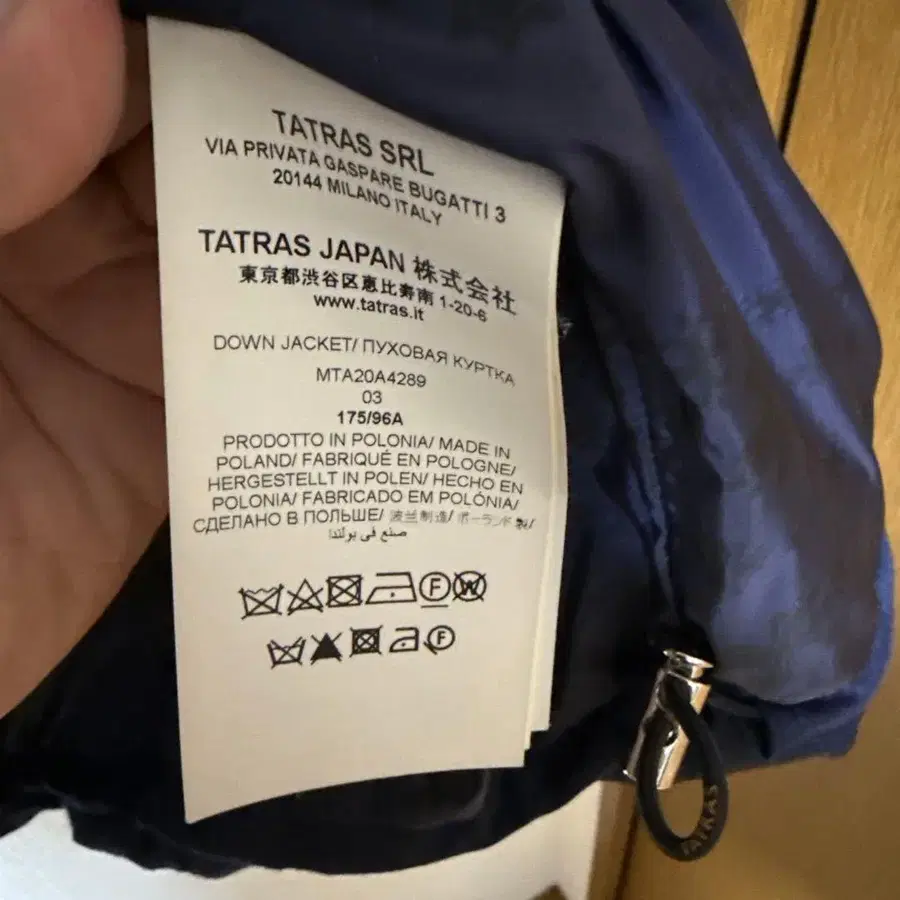 TATRAS SRL
VIA PRIVATA GASPARE BUGATTI 3
20144 MILANO ITALY
TATRAS JAPAN 株式会社
東京都渋谷区恵比寿南 1-20-6
www.tatras.it
DOWN JACKET/ ПУХОВАЯ КУРТКА
MTA20A4289
03
175/96A
PRODOTTO IN POLONIA/ MADE IN
POLAND/ FABRIQUÉ EN POLOGNE/
HERGESTELLT IN POLEN/ HECHO EN
POLONIA/ FABRICADO EM POLÓNIA/
СДЕЛАНО В ПОЛЬШЕ/ 波兰制造/ ポーランド製/
صنع في بولندا
F W
F
TATRAS